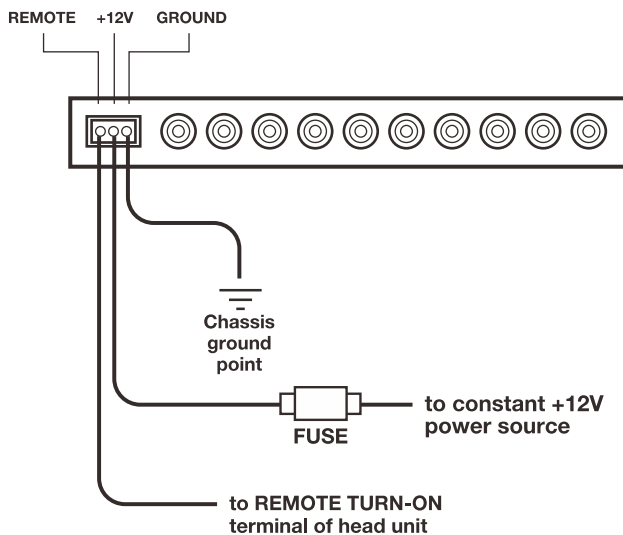 REMOTE +12V GROUND
Chassis
ground
point
FUSE
to constant +12V
power source
to REMOTE TURN-ON
terminal of head unit